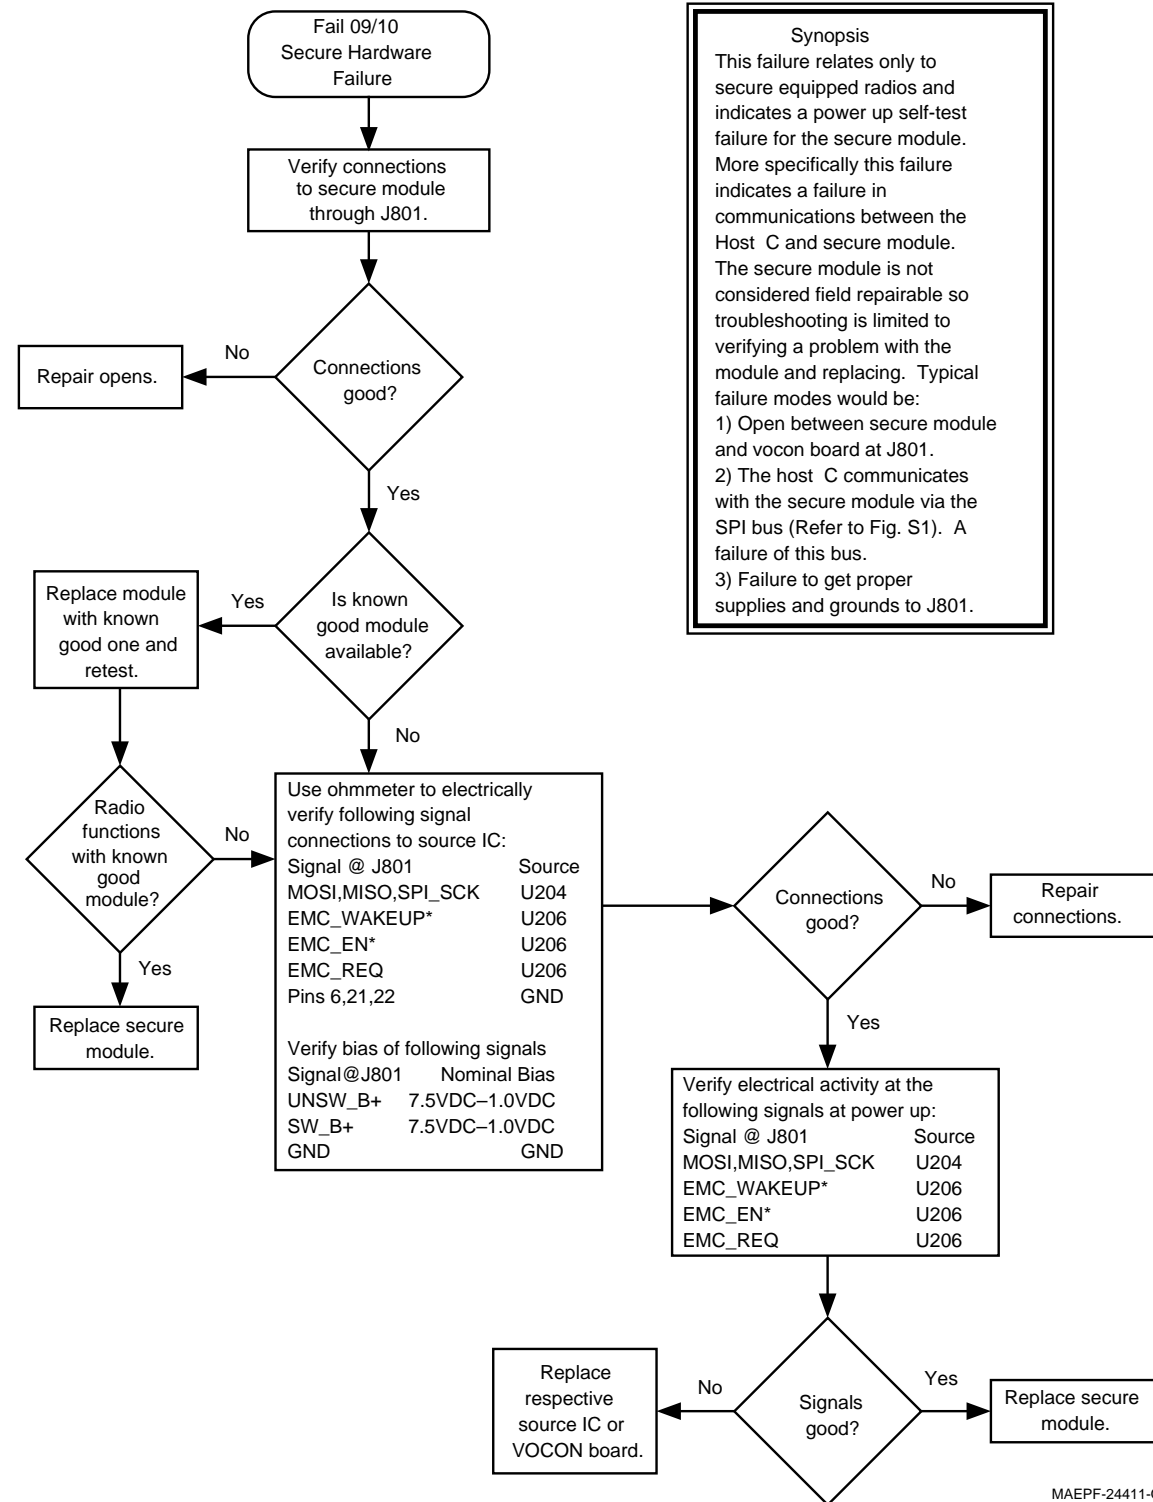 Fail 09/10
Secure Hardware
Failure
Verify connections
to secure module
through J801.
Connections
good?
No
Repair opens.
Yes
Is known
good module
available?
Yes
Replace module
with known
good one and
retest.
No
Radio
functions
with known
good
module?
No
Yes
Replace secure
module.
Use ohmmeter to electrically
verify following signal
connections to source IC:
Signal @ J801 Source
MOSI,MISO,SPI_SCK U204
EMC_WAKEUP* U206
EMC_EN* U206
EMC_REQ U206
Pins 6,21,22 GND
Verify bias of following signals
Signal@J801 Nominal Bias
UNSW_B+ 7.5VDC–1.0VDC
SW_B+ 7.5VDC–1.0VDC
GND GND
Connections
good?
No
Repair
connections.
Yes
Verify electrical activity at the
following signals at power up:
Signal @ J801 Source
MOSI,MISO,SPI_SCK U204
EMC_WAKEUP* U206
EMC_EN* U206
EMC_REQ U206
Signals
good?
No
Replace
respective
source IC or
VOCON board.
Yes
Replace secure
module.
Synopsis
This failure relates only to
secure equipped radios and
indicates a power up self-test
failure for the secure module.
More specifically this failure
indicates a failure in
communications between the
Host C and secure module.
The secure module is not
considered field repairable so
troubleshooting is limited to
verifying a problem with the
module and replacing. Typical
failure modes would be:
1) Open between secure module
and vocon board at J801.
2) The host C communicates
with the secure module via the
SPI bus (Refer to Fig. S1). A
failure of this bus.
3) Failure to get proper
supplies and grounds to J801.